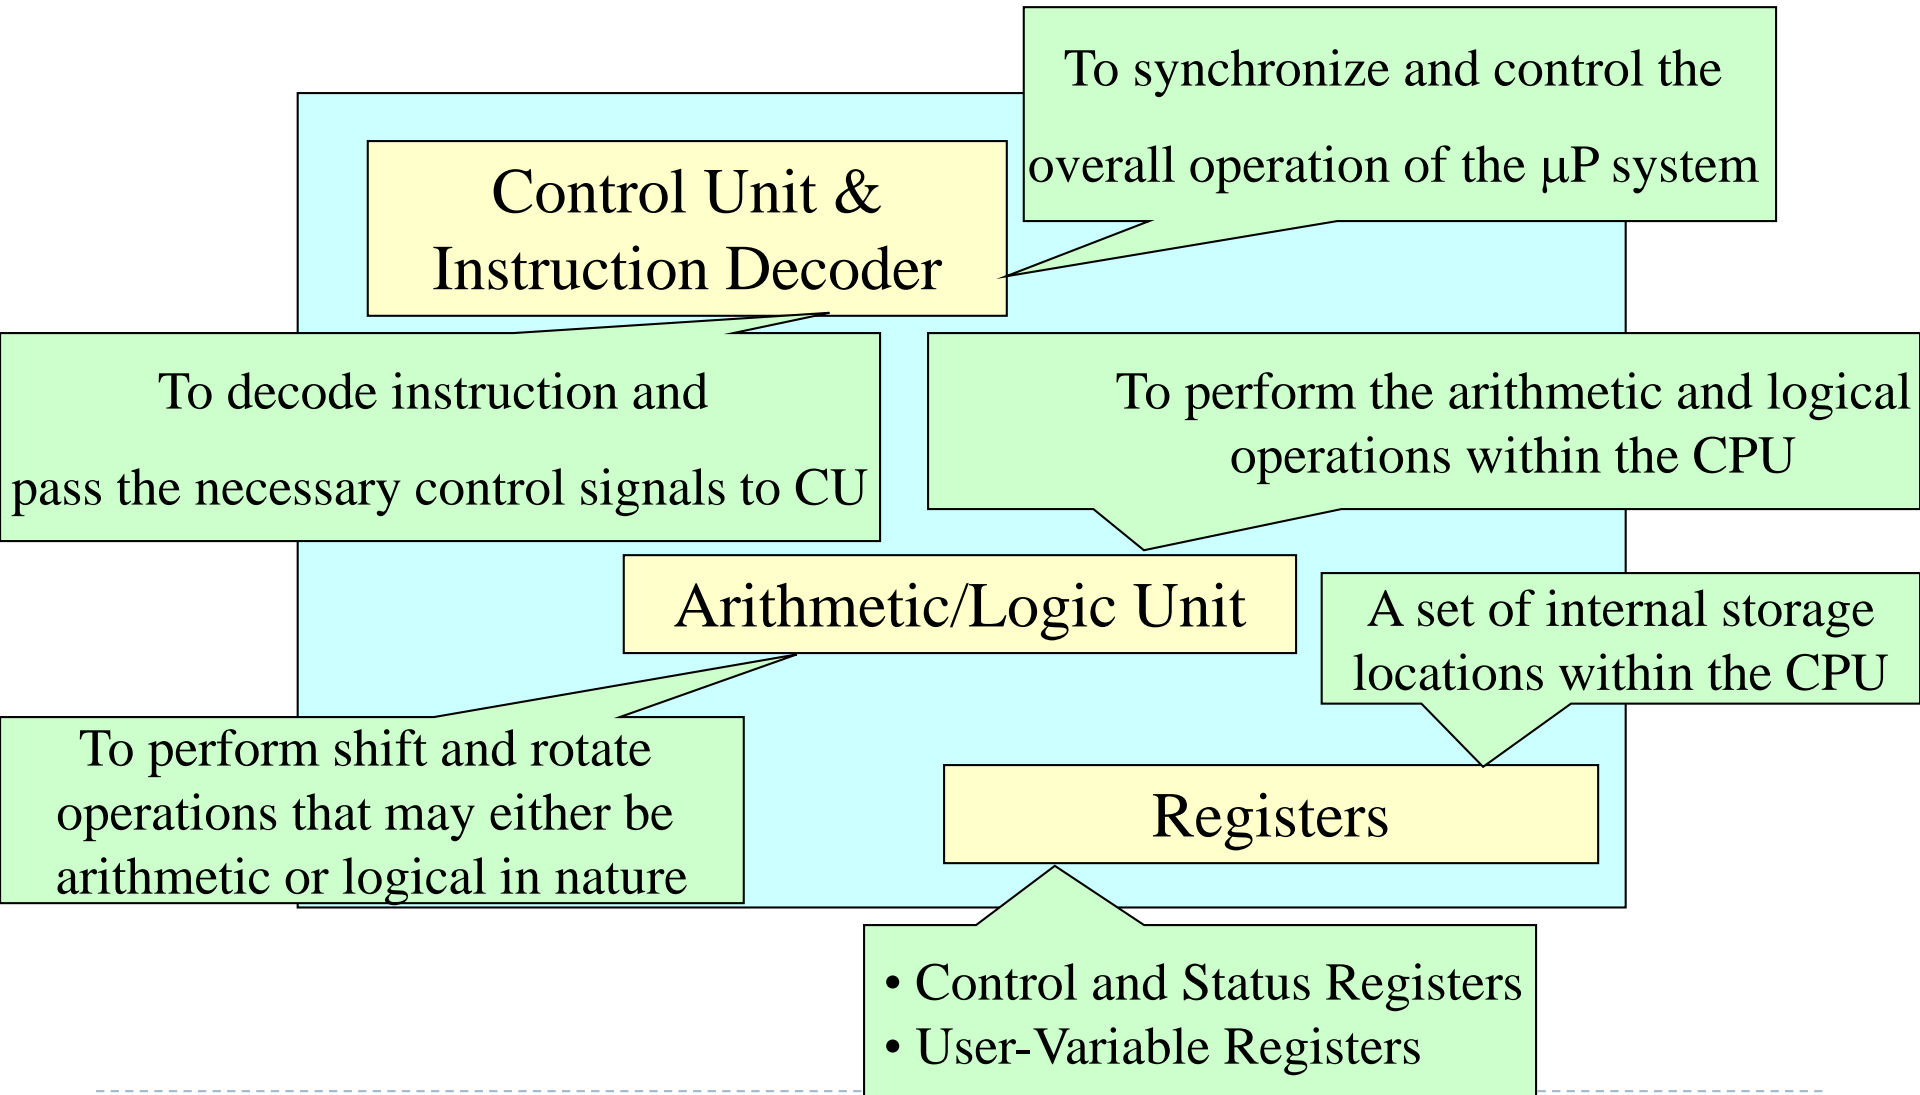 To synchronize and control the
overall operation of the µP system
Control Unit &
Instruction Decoder
To decode instruction and
pass the necessary control signals to CU
To perform the arithmetic and logical
operations within the CPU
Arithmetic/Logic Unit
A set of internal storage
locations within the CPU
To perform shift and rotate
operations that may either be
arithmetic or logical in nature
Registers
• Control and Status Registers
• User-Variable Registers